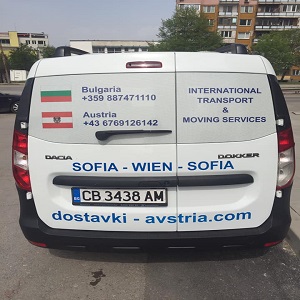 Bulgaria
+359 887471110
Austria
+43 6769126142
INTERNATIONAL
TRANSPORT
&
MOVING SERVICES
DACIA
DOKKER
SOFIA - WIEN - SOFIA
BG
CB 3438 AM
dostavki - avstria.com